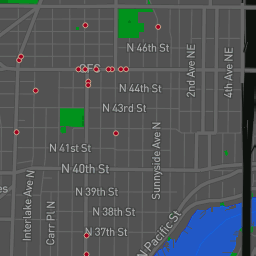 N 46th St
2nd Ave NE
4th Ave NE
N 44th St
N 43rd St
N 41st St
Sunnyside Ave N
N 40th St
Interlake Ave N
Carr Pl N
N 39th St
N 38th St
N 37th St
N Pacific St